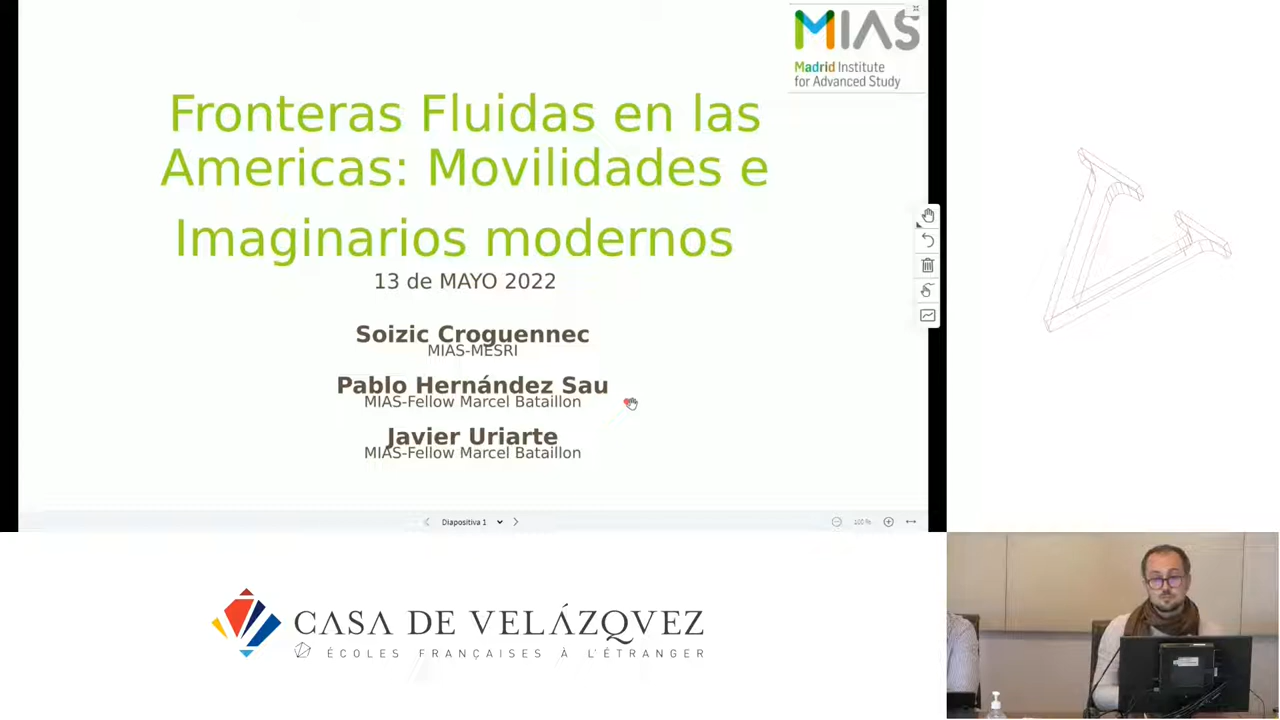 MIAS
Madrid Institute
for Advanced Study
Fronteras Fluidas en las
Americas: Movilidades e
Imaginarios modernos
13 de MAYO 2022
Soizic Croguennec
MIAS-MESRI
Pablo Hernández Sau
MIAS-Fellow Marcel Bataillon
Javier Uriarte
MIAS-Fellow Marcel Bataillon
Diapositiva 1
100 %
CASA DE VELÁZQVEZ
ÉCOLES FRANÇAISES À L'ÉTRANGER